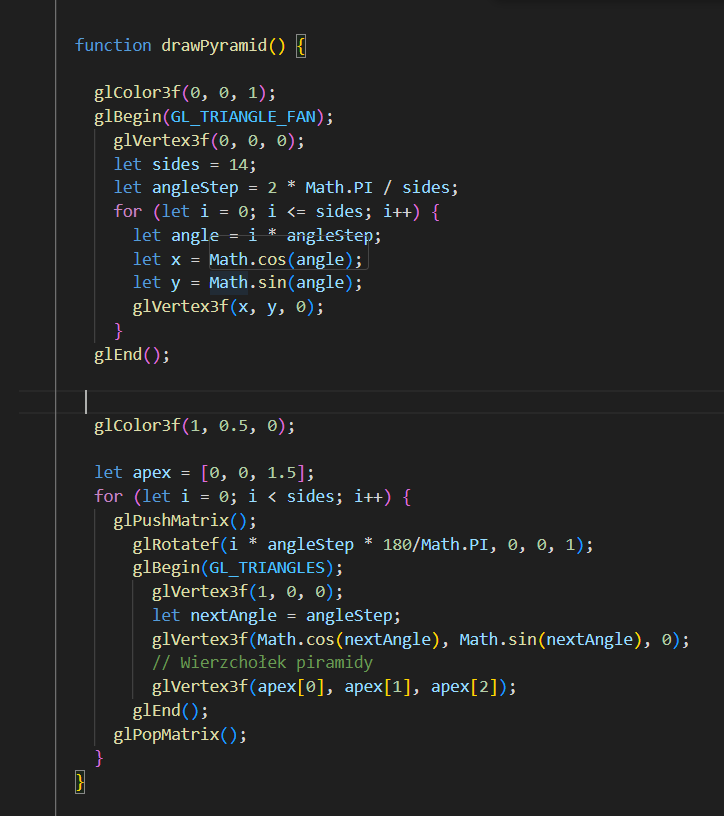 function drawPyramid() {
glColor3f(0, 0, 1);
glBegin(GL_TRIANGLE_FAN);
glVertex3f(0, 0, 0);
let sides = 14;
let angleStep = 2 * Math.PI / sides;
for (let i = 0; i <= sides; i++) {
let angle = i * angleStep;
let x = Math.cos(angle);
let y = Math.sin(angle);
glVertex3f(x, y, 0);
}
glEnd();
glColor3f(1, 0.5, 0);
let apex = [0, 0, 1.5];
for (let i = 0; i < sides; i++) {
glPushMatrix();
glRotatef(i * angleStep * 180/Math.PI, 0, 0, 1);
glBegin(GL_TRIANGLES);
glVertex3f(1, 0, 0);
let nextAngle = angleStep;
glVertex3f(Math.cos(nextAngle), Math.sin(nextAngle), 0);
// Wierzchołek piramidy
glVertex3f(apex[0], apex[1], apex[2]);
glEnd();
glPopMatrix();
}
}